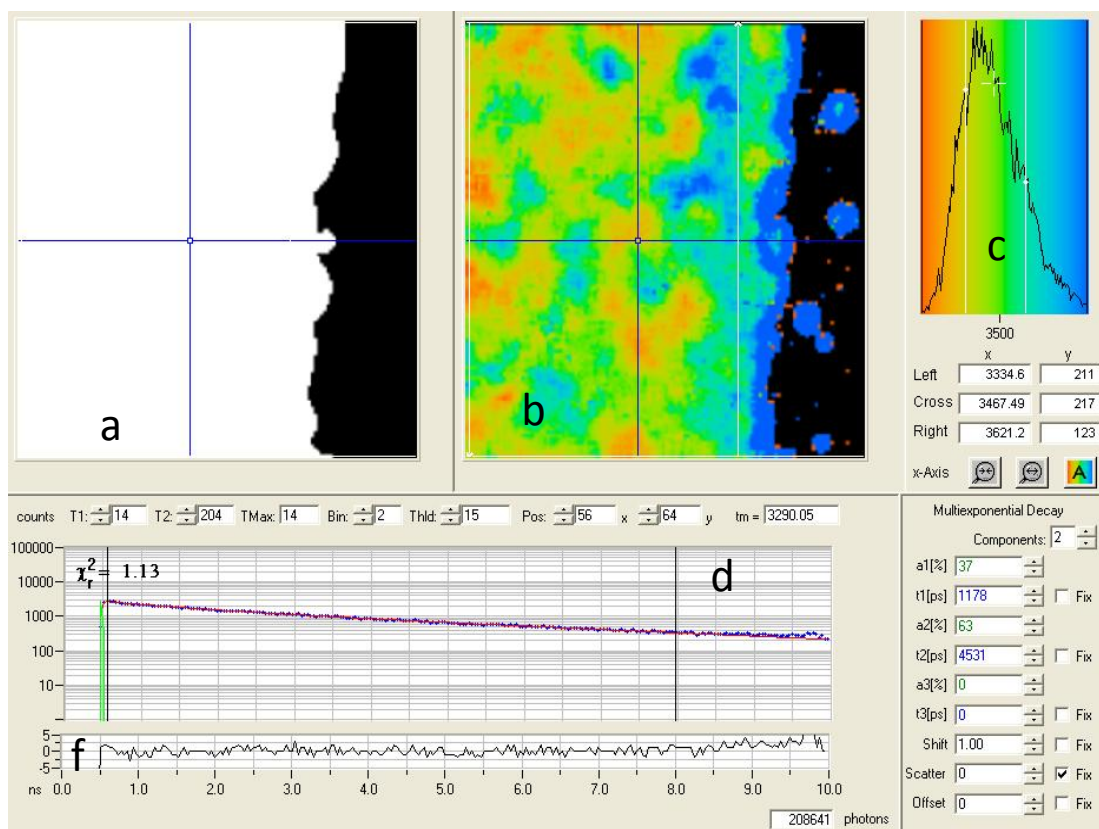 a
b
c
3500
x y
Left 3334.6 211
Cross 3467.49 217
Right 3621.2 123
x-Axis A
counts T1: 14 T2: 204 TMax: 14 Bin: 2 Thld: 15 Pos: 56 x 64 y tm = 3290.05
100000
10000
1000
100
10
χr² = 1.13
d
5
0
-5
f
ns 0.0 1.0 2.0 3.0 4.0 5.0 6.0 7.0 8.0 9.0 10.0
208641 photons
Multiexponential Decay
Components: 2
a1[%] 37
t1[ps] 1178 Fix
a2[%] 63
t2[ps] 4531 Fix
a3[%] 0
t3[ps] 0 Fix
Shift 1.00 Fix
Scatter 0 Fix
Offset 0 Fix